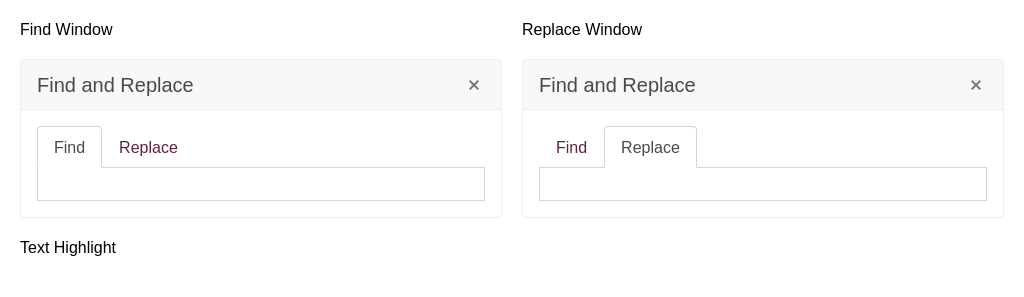 Find Window
Find and Replace
Find Replace
Replace Window
Find and Replace
Find Replace
Text Highlight